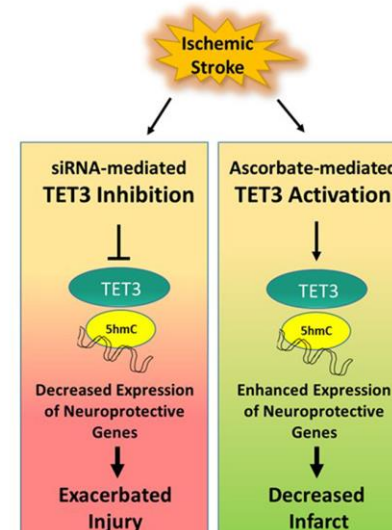 Ischemic
Stroke
siRNA-mediated
TET3 Inhibition
TET3
5hmC
Decreased Expression
of Neuroprotective
Genes
Exacerbated
Injury
Ascorbate-mediated
TET3 Activation
TET3
5hmC
Enhanced Expression
of Neuroprotective
Genes
Decreased
Infarct